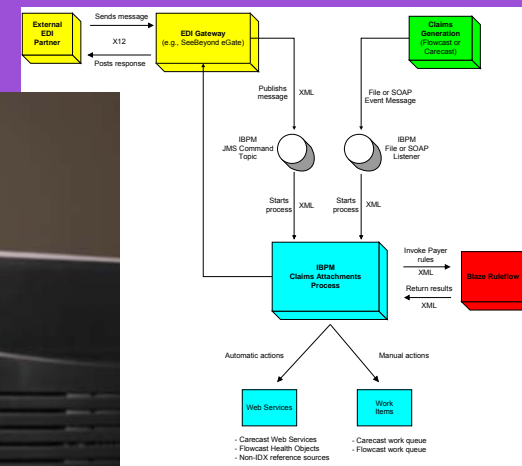 External
EDI
Partner
Sends message
X12
Posts response
EDI Gateway
(e.g., SeeBeyond eGate)
Claims
Generation
(Flowcast or
Carecast)
Publishs
message
XML
File or SOAP
Event Message
IBPM
JMS Command
Topic
IBPM
File or SOAP
Listener
Starts
process
XML
Starts
process
XML
IBPM
Claims Attachments
Process
Invoke Payer
rules
XML
Return results
XML
Blaze Ruleflow
Automatic actions
Manual actions
Web Services
Work
Items
- Carecast Web Services
- Flowcast Health Objects
- Non-IDX reference sources
- Carecast work queue
- Flowcast work queue